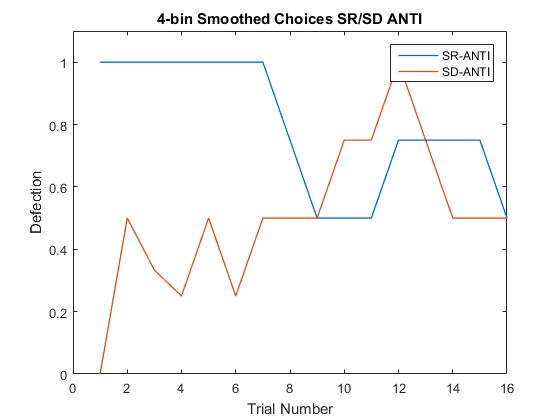 4-bin Smoothed Choices SR/SD ANTI
SR-ANTI
SD-ANTI
1
0.8
0.6
0.4
0.2
0
Defection
0 2 4 6 8 10 12 14 16
Trial Number